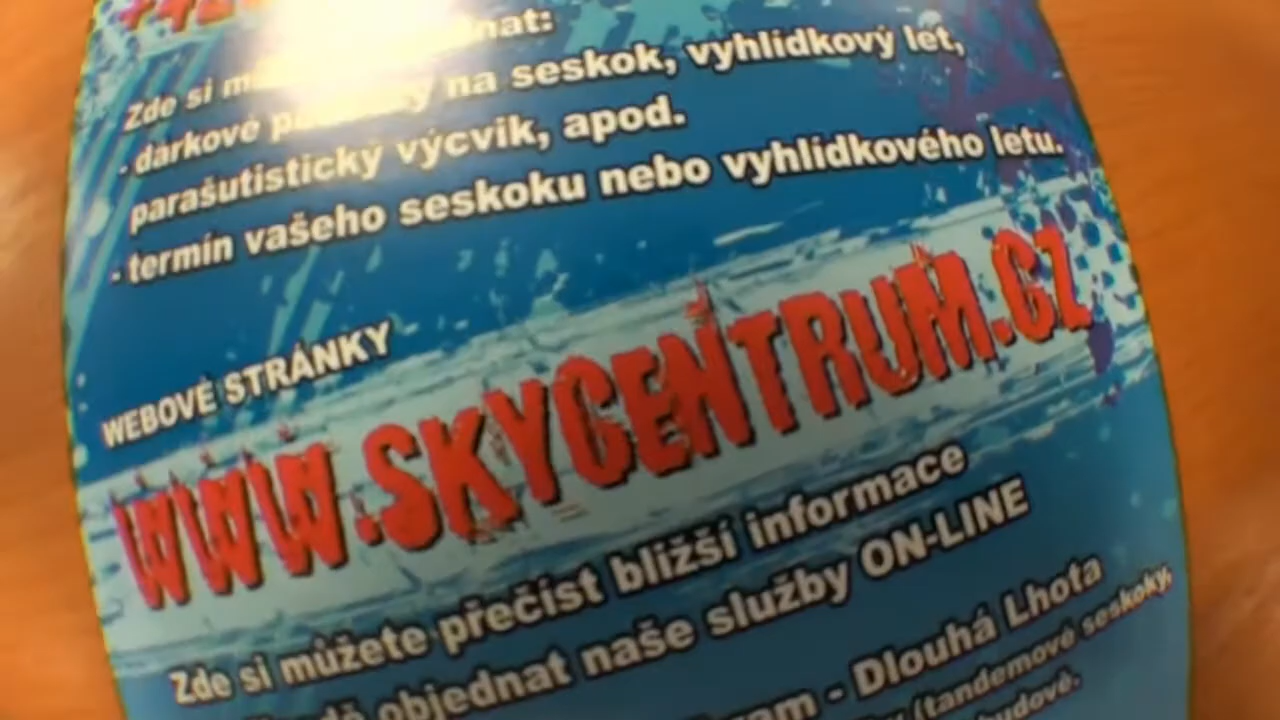 Zde si
- dárkové na seskok, vyhlídkový let,
parašutistický výcvik, apod.
- termín vašeho seskoku nebo vyhlídkového letu.
WEBOVÉ STRÁNKY
WWW.SKYCENTRUM.CZ
Zde si můžete přečíst bližší informace
objednat naše služby ON-LINE
- Dlouhá Lhota
(tandemové seskoky,